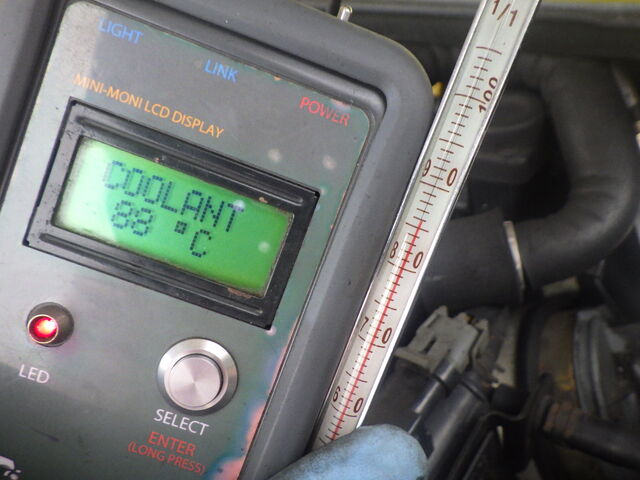 LIGHT
LINK
POWER
MINI-MONI LCD DISPLAY
COOLANT
88 °C
LED
SELECT
ENTER
(LONG PRESS)
1/1
100
90
80
70
60